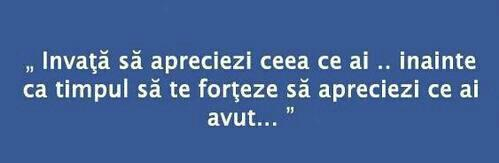 „ Invaţă să apreciezi ceea ce ai .. inainte
ca timpul să te forţeze să apreciezi ce ai
avut... ”